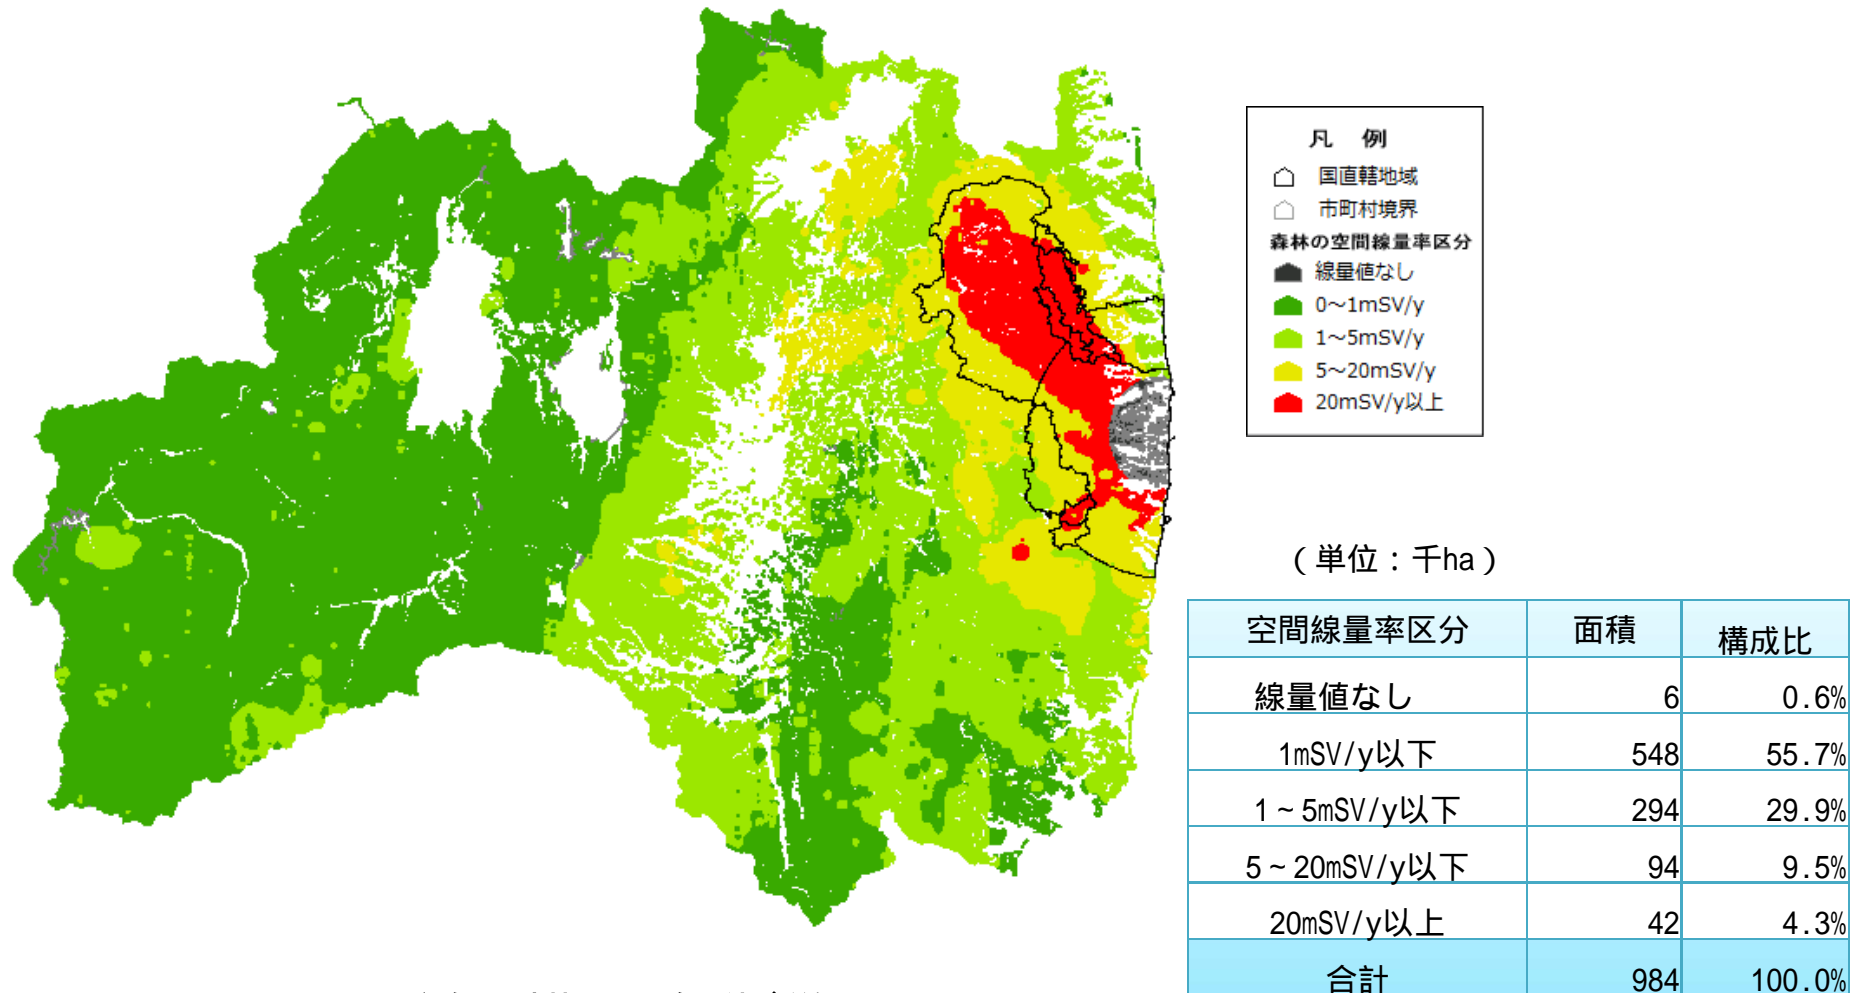 凡 例
国直轄地域
市町村境界
森林の空間線量率区分
線量値なし
0～1mSV/y
1～5mSV/y
5～20mSV/y
20mSV/y以上
（単位：千ha）
空間線量率区分 面積 構成比
線量値なし 6 0.6%
1mSV/y以下 548 55.7%
1～5mSV/y以下 294 29.9%
5～20mSV/y以下 94 9.5%
20mSV/y以上 42 4.3%
合計 984 100.0%